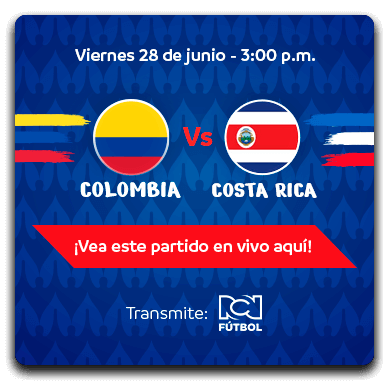 Viernes 28 de junio - 3:00 p.m.
Vs
COLOMBIA
COSTA RICA
¡Vea este partido en vivo aquí!
Transmite: RCN
FÚTBOL